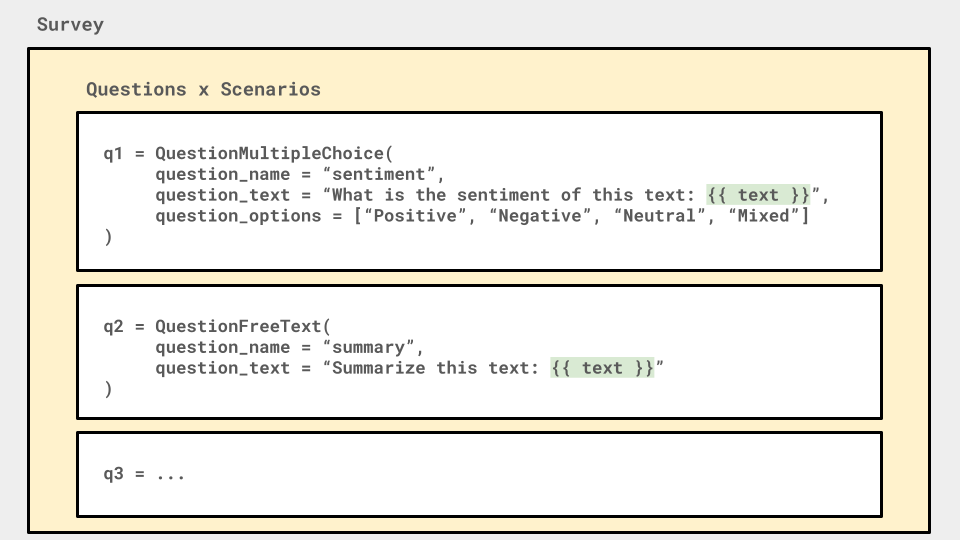 Survey
Questions x Scenarios
q1 = QuestionMultipleChoice(
question_name = “sentiment”,
question_text = “What is the sentiment of this text: {{ text }}”,
question_options = [“Positive”, “Negative”, “Neutral”, “Mixed”]
)
q2 = QuestionFreeText(
question_name = “summary”,
question_text = “Summarize this text: {{ text }}”
)
q3 = ...